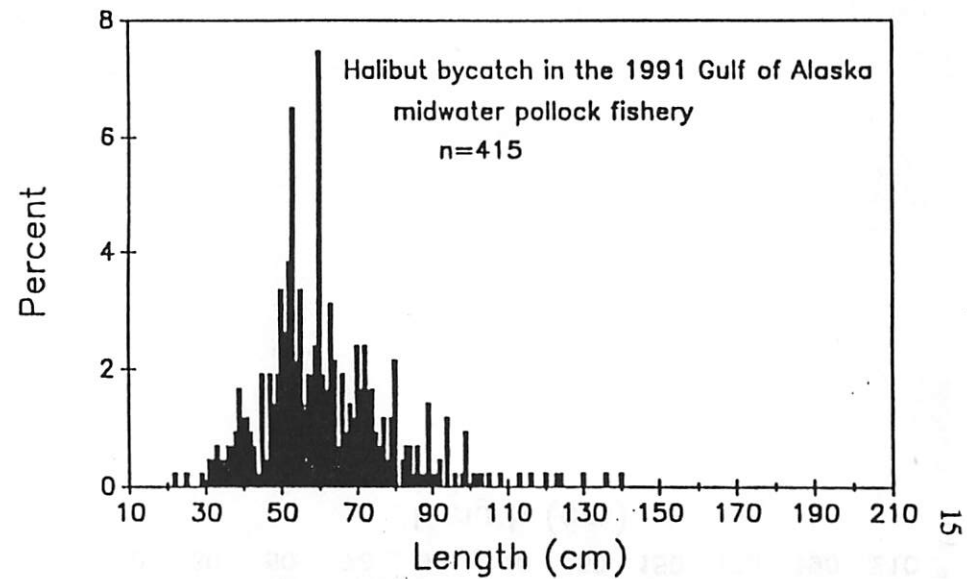 Halibut bycatch in the 1991 Gulf of Alaska
midwater pollock fishery
n=415
Percent
8
6
4
2
0
10 30 50 70 90 110 130 150 170 190 210
Length (cm)
15